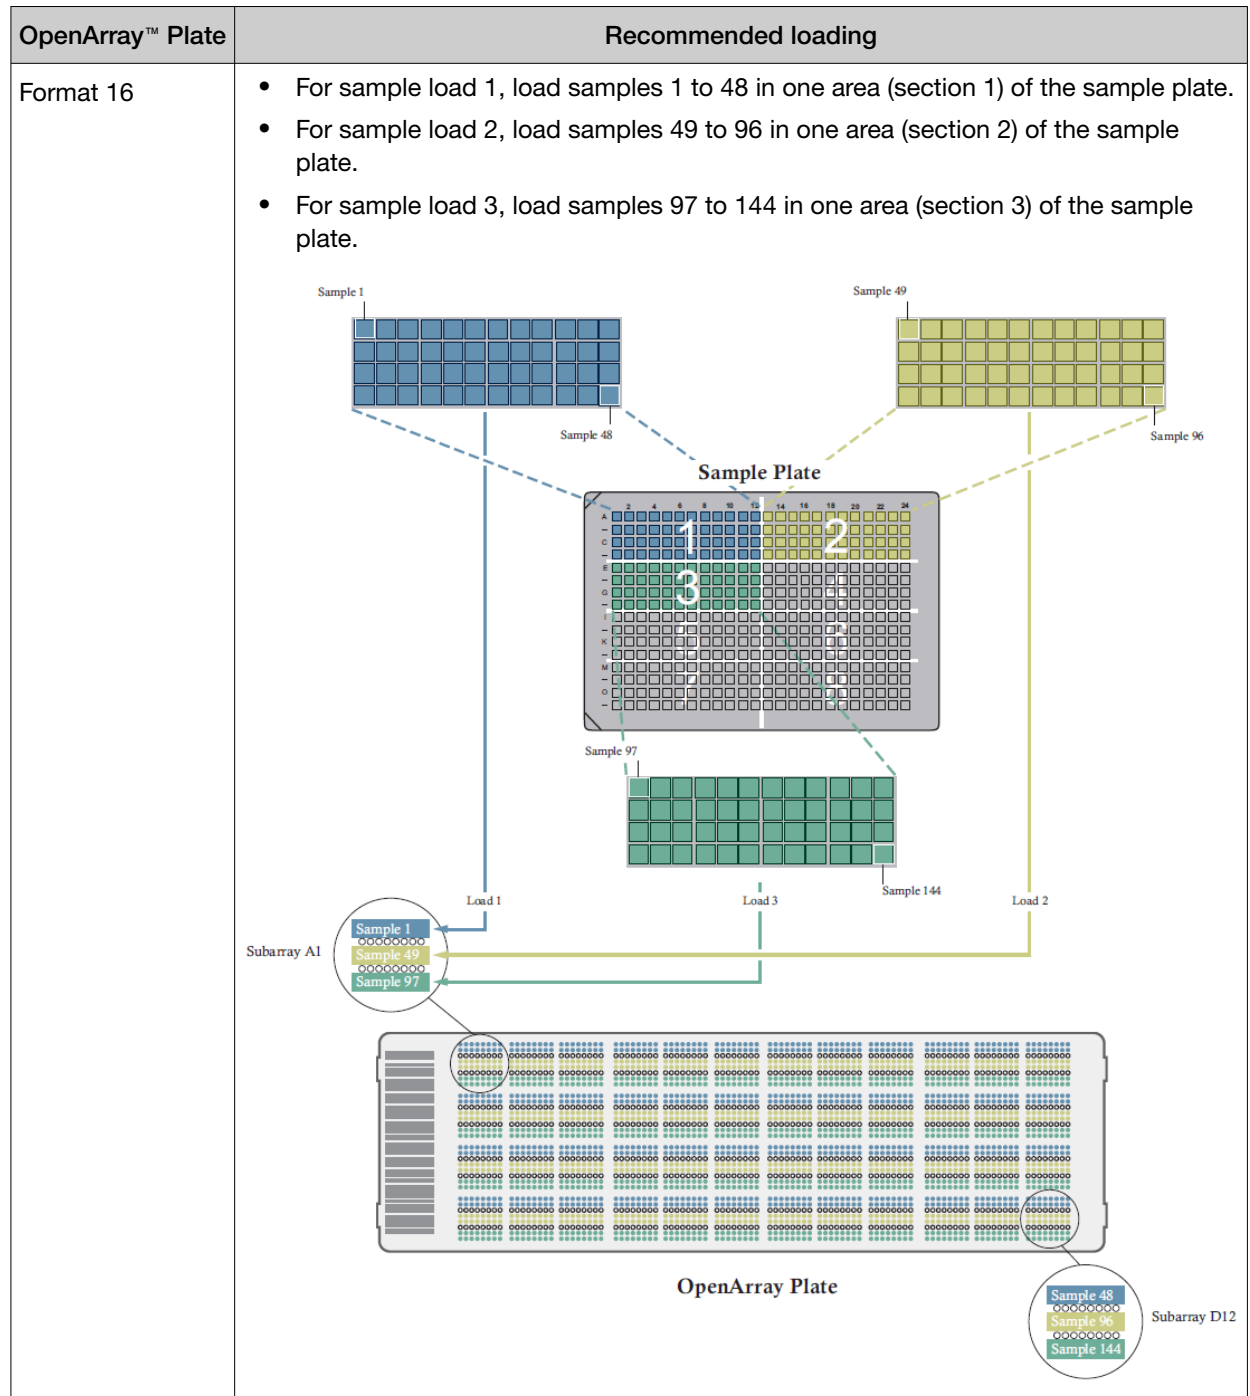 OpenArray™ Plate
Recommended loading
Format 16
• For sample load 1, load samples 1 to 48 in one area (section 1) of the sample plate.
• For sample load 2, load samples 49 to 96 in one area (section 2) of the sample
plate.
• For sample load 3, load samples 97 to 144 in one area (section 3) of the sample
plate.
Sample 1
Sample 49
Sample 48
Sample 96
Sample Plate
2 4 6 8 10 12 14 16 18 20 22 24
A
–
C
–
E
–
G
–
I
–
K
–
M
–
O
–
1 2
3 4
5 6
7 8
Sample 97
Sample 144
Load 1
Load 3
Load 2
Subarray A1
Sample 1
Sample 49
Sample 97
OpenArray Plate
Sample 48
Sample 96
Sample 144
Subarray D12